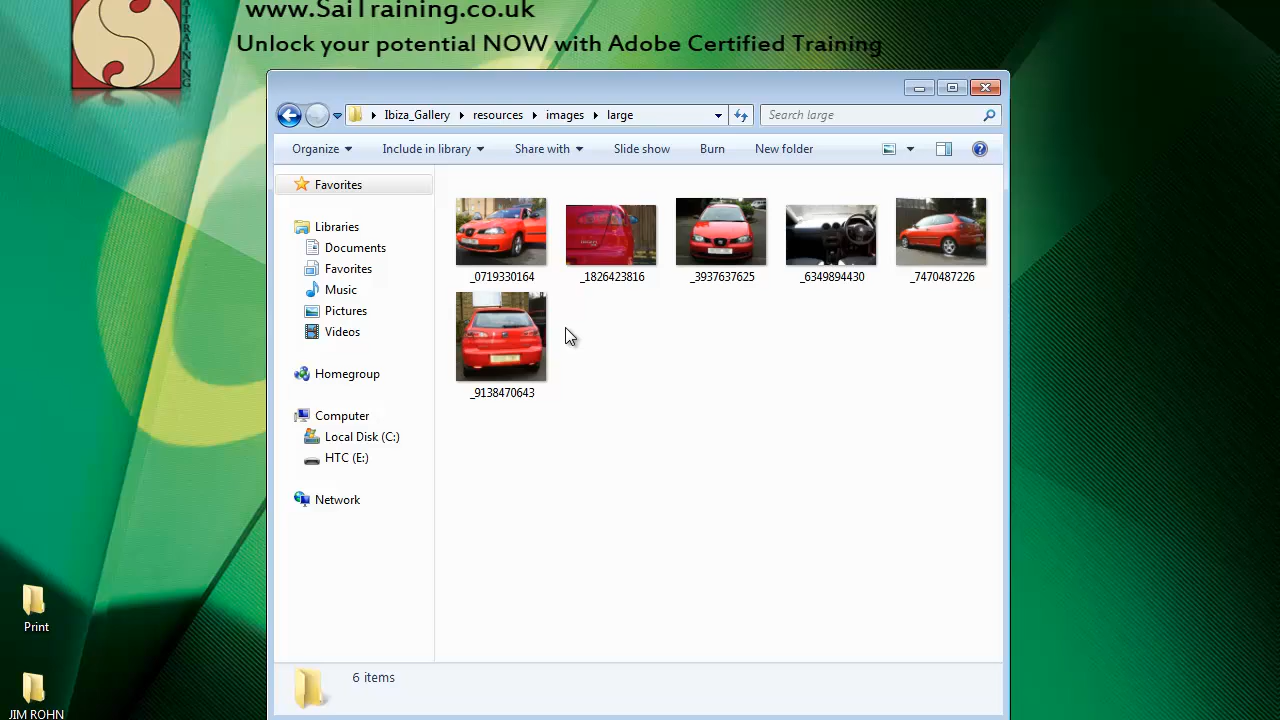 www.SaiTraining.co.uk
Unlock your potential NOW with Adobe Certified Training
Ibiza_Gallery resources images large
Search large
Organize Include in library Share with Slide show Burn New folder
Favorites
Libraries
Documents
Favorites
Music
Pictures
Videos
Homegroup
Computer
Local Disk (C:)
HTC (E:)
Network
_0719330164 _1826423816 _3937637625 _6349894430 _7470487226
_9138470643
6 items
Print
JIM ROHN